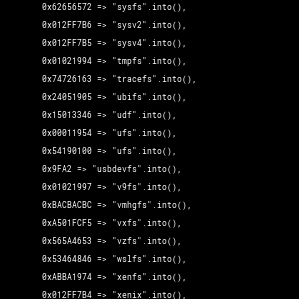 0x62656572 => "sysfs".into(),
0x012FF7B6 => "sysv2".into(),
0x012FF7B5 => "sysv4".into(),
0x01021994 => "tmpfs".into(),
0x74726163 => "tracefs".into(),
0x24051905 => "ubifs".into(),
0x15013346 => "udf".into(),
0x00011954 => "ufs".into(),
0x54190100 => "ufs".into(),
0x9FA2 => "usbdevfs".into(),
0x01021997 => "v9fs".into(),
0xBACBACBC => "vmhgfs".into(),
0xA501FCF5 => "vxfs".into(),
0x565A4653 => "vzfs".into(),
0x53464846 => "wslfs".into(),
0xABBA1974 => "xenfs".into(),
0x012FF7B4 => "xenix".into(),